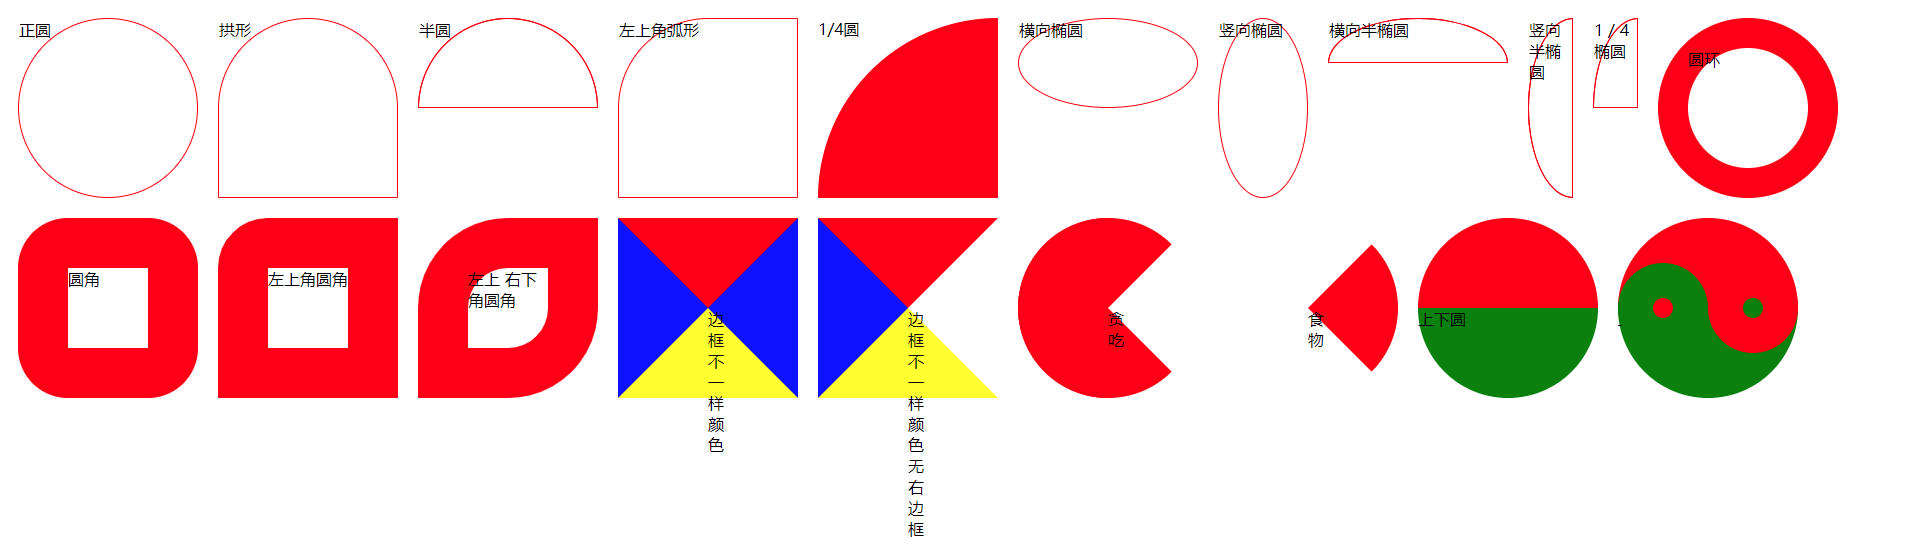 正圆
拱形
半圆
左上角弧形
1/4圆
横向椭圆
竖向椭圆
横向半椭圆
竖向
半椭
圆
1 / 4
椭圆
圆环
圆角
左上角圆角
左上 右下
角圆角
边
框
不
一
样
颜
色
边
框
不
一
样
颜
色
无
右
边
框
贪
吃
食
物
上下圆